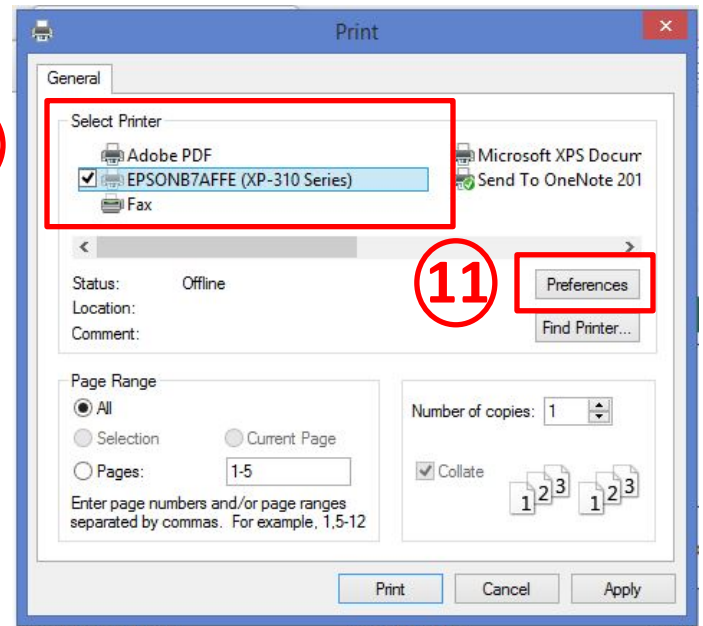 Print
General
Select Printer
Adobe PDF
Microsoft XPS Docum
EPSONB7AFFE (XP-310 Series)
Send To OneNote 201
Fax
Status: Offline
11
Preferences
Location:
Comment:
Find Printer...
Page Range
All
Number of copies: 1
Selection
Current Page
Pages: 1-5
Collate
1 2 3 1 2 3
Enter page numbers and/or page ranges
separated by commas. For example, 1,5-12
Print Cancel Apply